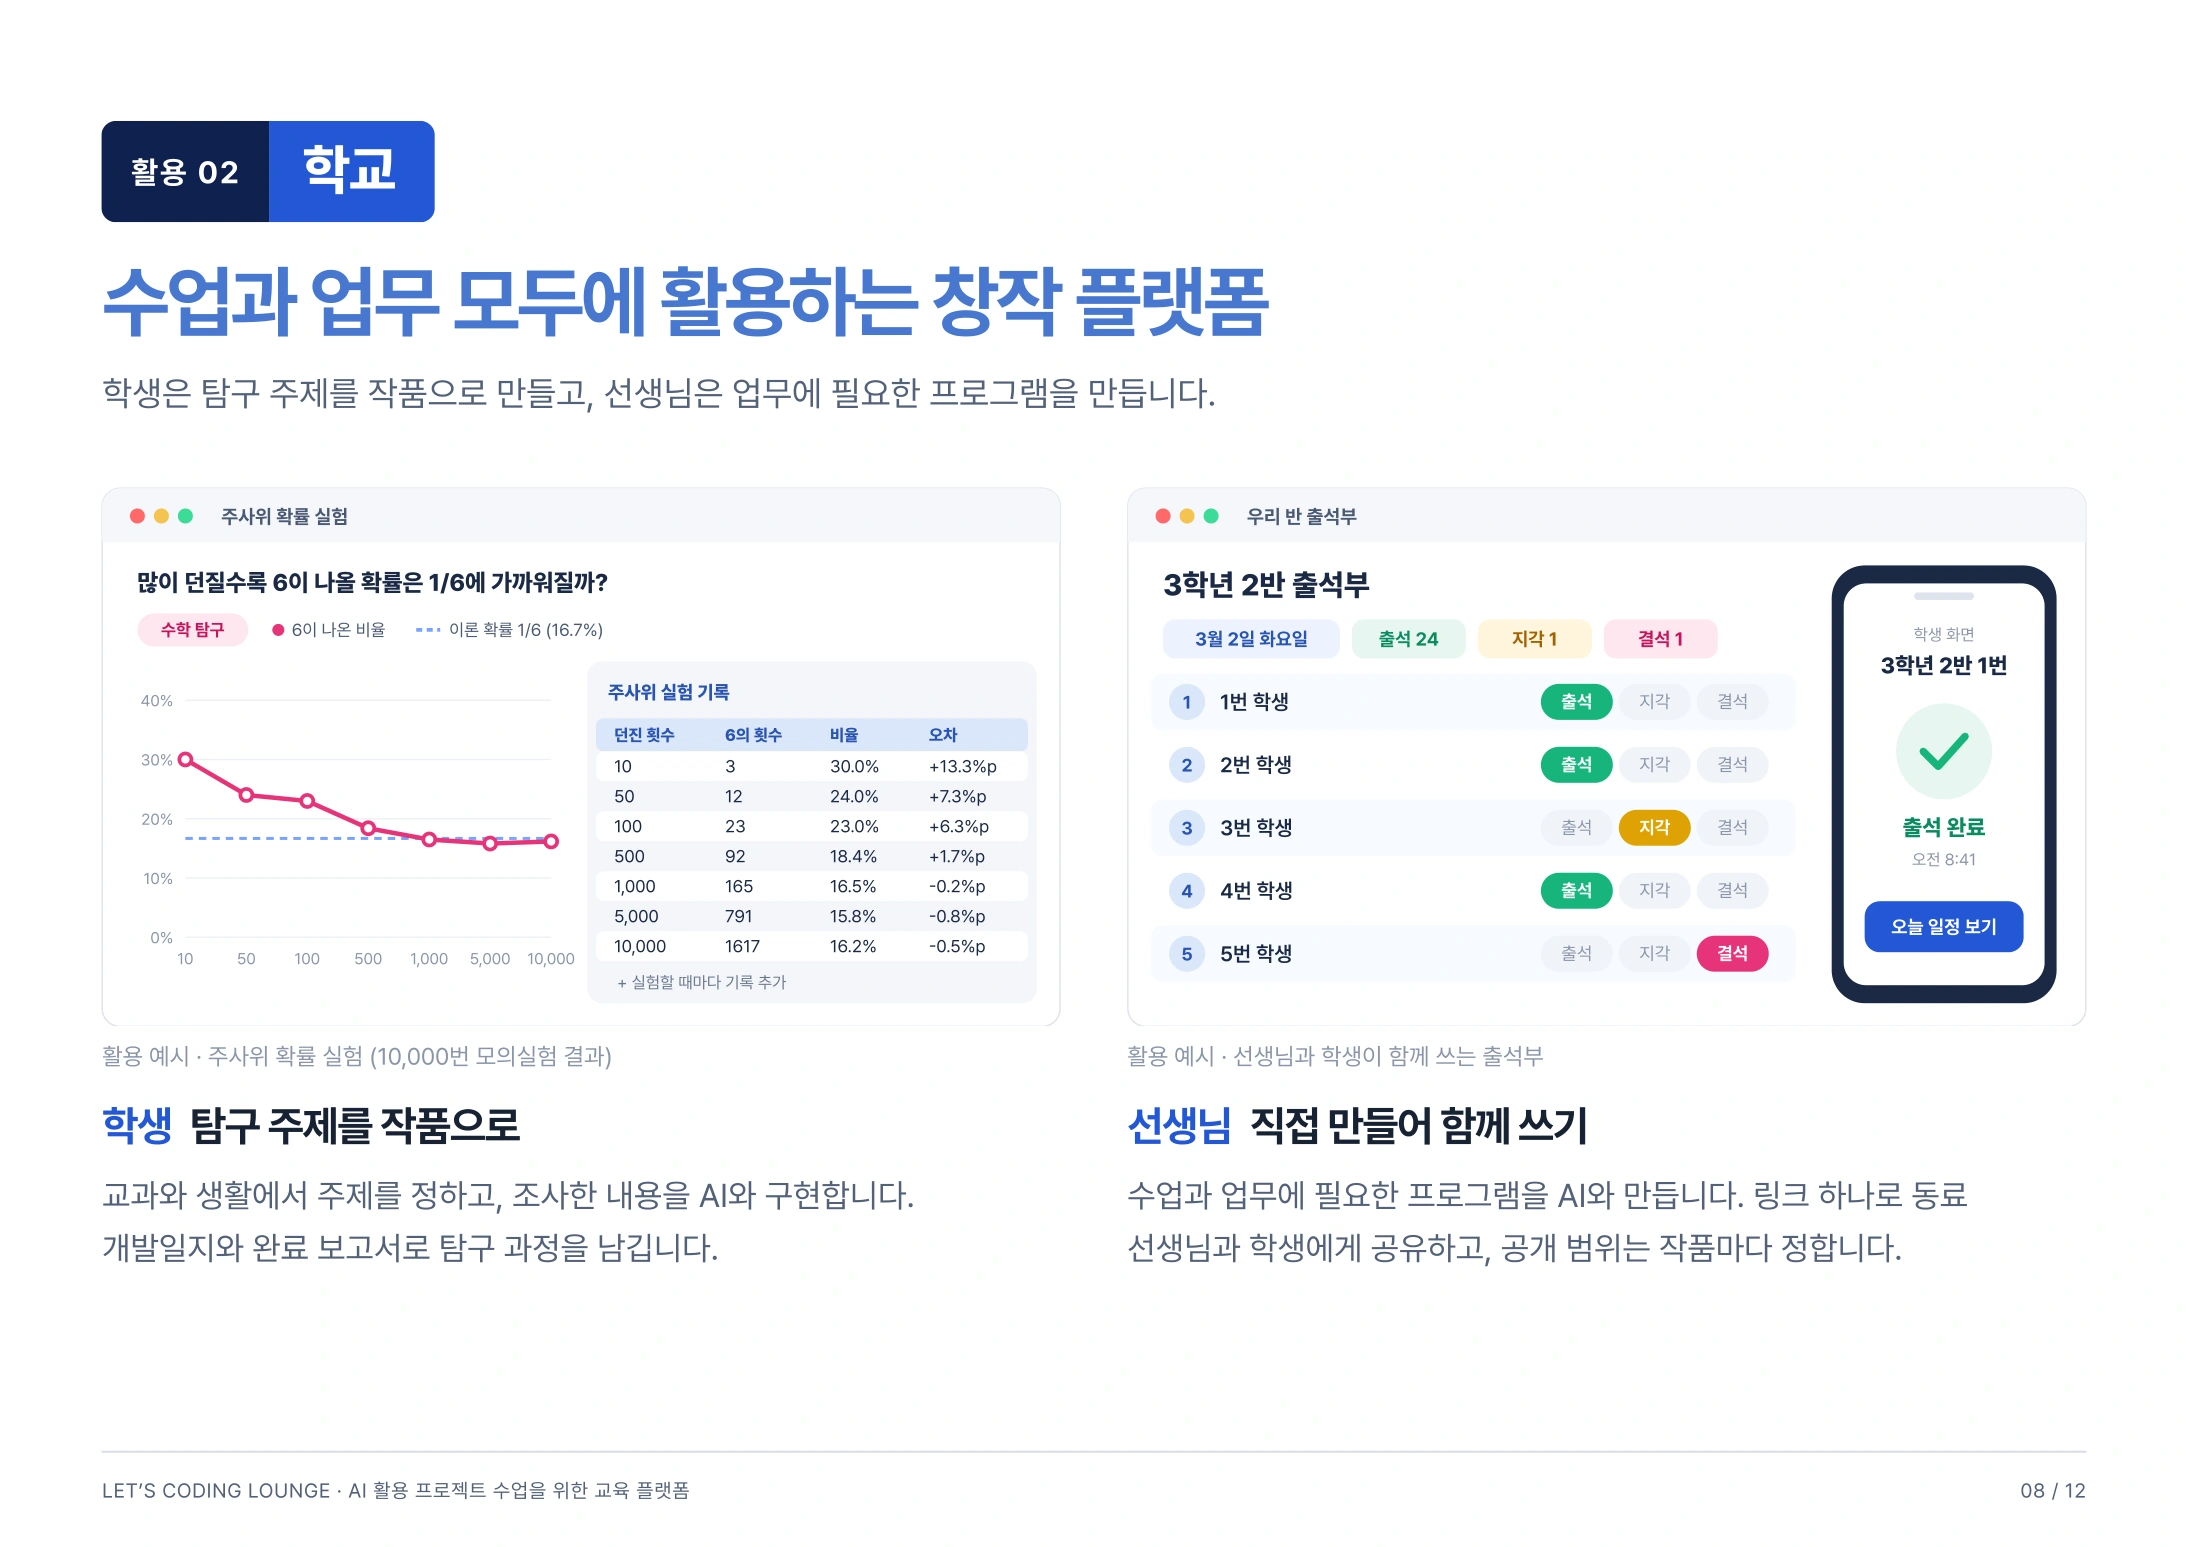 활용 02 학교
수업과 업무 모두에 활용하는 창작 플랫폼
학생은 탐구 주제를 작품으로 만들고, 선생님은 업무에 필요한 프로그램을 만듭니다.
주사위 확률 실험
많이 던질수록 6이 나올 확률은 1/6에 가까워질까?
수학 탐구 6이 나온 비율 이론 확률 1/6 (16.7%)
40%
30%
20%
10%
0%
10 50 100 500 1,000 5,000 10,000
주사위 실험 기록
던진 횟수 6의 횟수 비율 오차
10 3 30.0% +13.3%p
50 12 24.0% +7.3%p
100 23 23.0% +6.3%p
500 92 18.4% +1.7%p
1,000 165 16.5% -0.2%p
5,000 791 15.8% -0.8%p
10,000 1617 16.2% -0.5%p
+ 실험할 때마다 기록 추가
활용 예시 · 주사위 확률 실험 (10,000번 모의실험 결과)
학생 탐구 주제를 작품으로
교과와 생활에서 주제를 정하고, 조사한 내용을 AI와 구현합니다.
개발일지와 완료 보고서로 탐구 과정을 남깁니다.
우리 반 출석부
3학년 2반 출석부
3월 2일 화요일 출석 24 지각 1 결석 1
1 1번 학생 출석 지각 결석
2 2번 학생 출석 지각 결석
3 3번 학생 출석 지각 결석
4 4번 학생 출석 지각 결석
5 5번 학생 출석 지각 결석
학생 화면
3학년 2반 1번
출석 완료
오전 8:41
오늘 일정 보기
활용 예시 · 선생님과 학생이 함께 쓰는 출석부
선생님 직접 만들어 함께 쓰기
수업과 업무에 필요한 프로그램을 AI와 만듭니다. 링크 하나로 동료
선생님과 학생에게 공유하고, 공개 범위는 작품마다 정합니다.
LET'S CODING LOUNGE · AI 활용 프로젝트 수업을 위한 교육 플랫폼
08 / 12